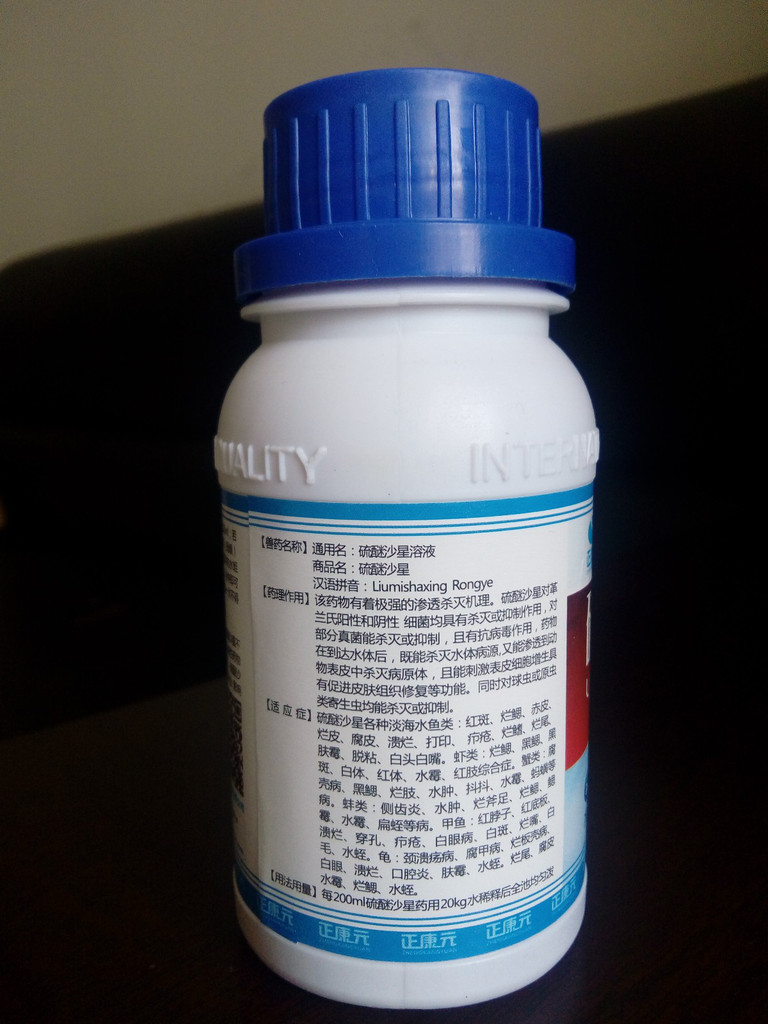 QUALITY
INTERNA
【兽药名称】通用名：硫醚沙星溶液
商品名：硫醚沙星
汉语拼音：Liumishaxing Rongye
【药理作用】该药物有着极强的渗透杀灭机理。硫醚沙星对革
兰氏阳性和阴性 细菌均具有杀灭或抑制作用，对
部分真菌能杀灭或抑制，且有抗病毒作用，药物
在到达水体后，既能杀灭水体病源,又能渗透到动
物表皮中杀灭病原体，且能刺激表皮细胞增生具
有促进皮肤组织修复等功能。同时对球虫或原虫
类寄生虫均能杀灭或抑制。
【适 应 症】硫醚沙星各种淡海水鱼类：红斑、烂鳃、赤皮、
烂皮、腐皮、溃烂、打印、疖疮、烂鳍、烂尾、
肤霉、脱粘、白头白嘴。虾类：烂鳃、黑鳃、黑
斑、白体、红体、水霉、红肢综合症。蟹类：腐
壳病、黑鳃、烂肢、水肿、抖抖、水霉、蚂蟥等
病。蚌类：侧齿炎、水肿、烂斧足、烂鳃、鳃
霉、水霉、扁蛭等病。甲鱼：红脖子、红底板、
溃烂、穿孔、疖疮、白眼病、白斑、烂嘴、白
毛、水蛭。龟：颈溃疡病、腐甲病、烂板壳病、
白眼、溃烂、口腔炎、肤霉、水蛭。烂尾、腐皮
水霉、烂鳃、水蛭。
【用法用量】每200ml硫醚沙星药用20kg水稀释后全池均匀泼
正康元 正康元 正康元 正康元 正康元